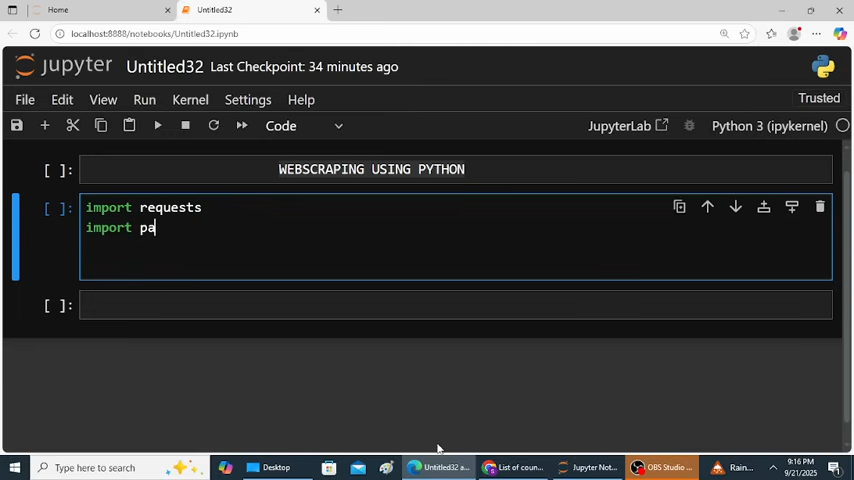 Home
Untitled32
localhost:8888/notebooks/Untitled32.ipynb
jupyter Untitled32 Last Checkpoint: 34 minutes ago
File Edit View Run Kernel Settings Help
Trusted
Code
JupyterLab
Python 3 (ipykernel)
[ ]:
WEBSCRAPING USING PYTHON
[ ]:
import requests
import pa
[ ]:
Type here to search
Desktop
Untitled32 a...
List of coun...
Jupyter Not...
OBS Studio ...
Rain...
9:16 PM
9/21/2025